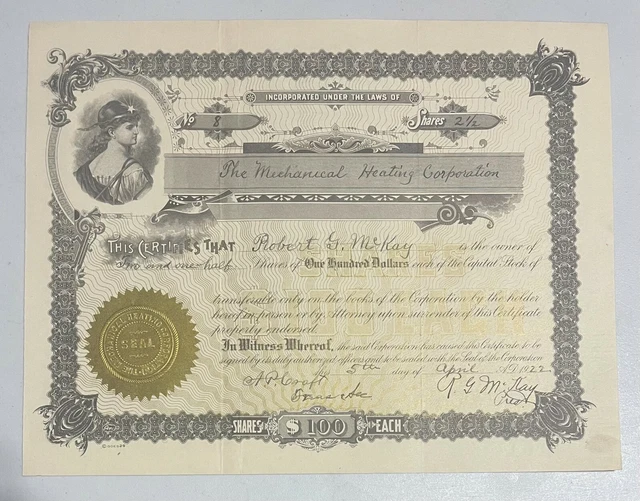 INCORPORATED UNDER THE LAWS OF
No 8 Shares 2½
The Mechanical Heating Corporation
THIS CERTIFIES THAT Robert G. McKay is the owner of
Two and one-half Shares of One Hundred Dollars each of the Capital Stock of
transferable only on the books of the Corporation by the holder
hereof in person or by Attorney upon surrender of this Certificate
properly endorsed.
In Witness Whereof, the said Corporation has caused this Certificate to be
signed by its duly authorized officers and to be sealed with the Seal of the Corporation
this 5th day of April A.D. 1922
R G McKay
Prest
SEAL
SHARES $100 EACH